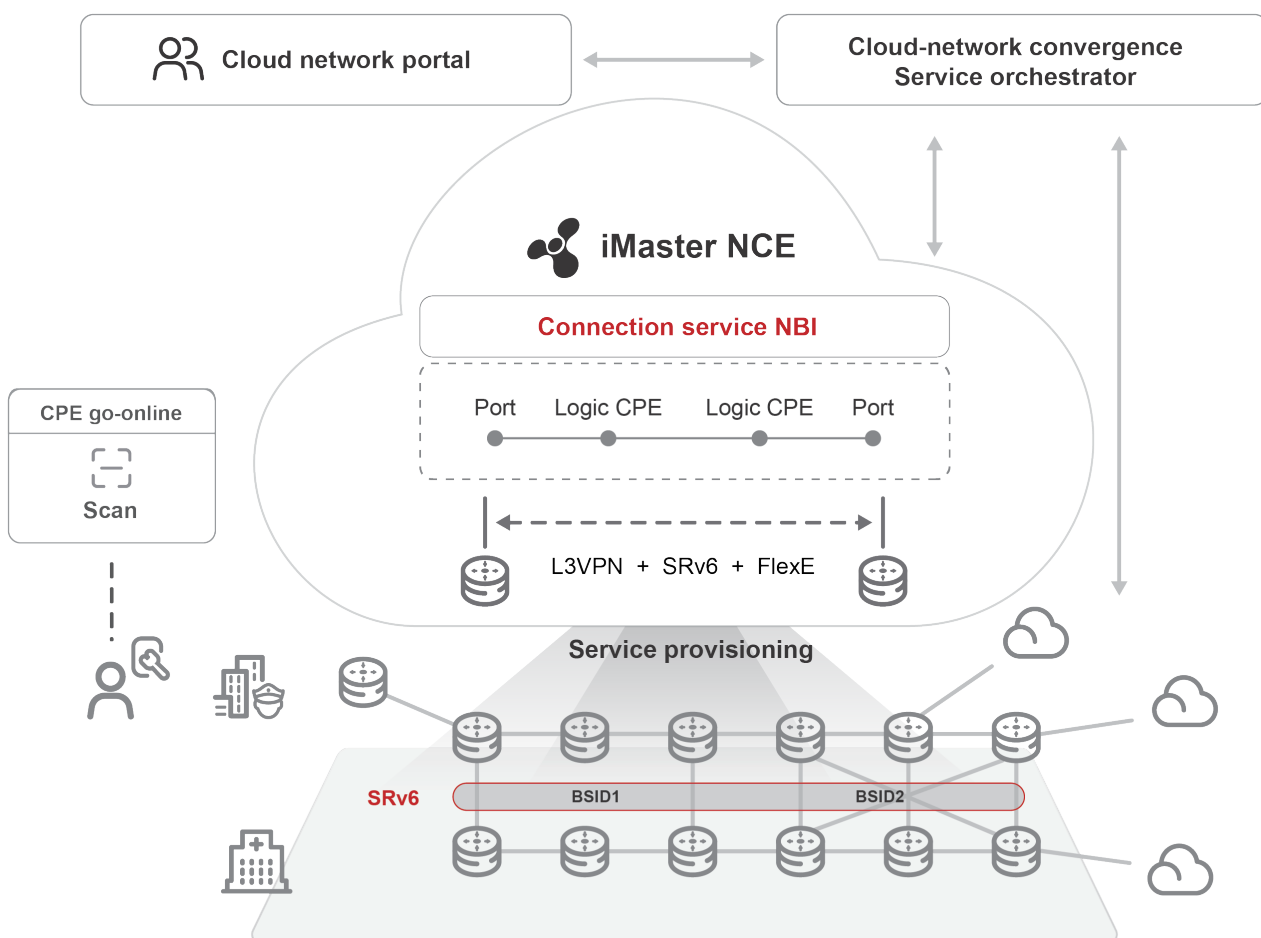 Cloud network portal
Cloud-network convergence
Service orchestrator
iMaster NCE
Connection service NBI
Port Logic CPE Logic CPE Port
CPE go-online
Scan
L3VPN + SRv6 + FlexE
Service provisioning
SRv6 BSID1 BSID2